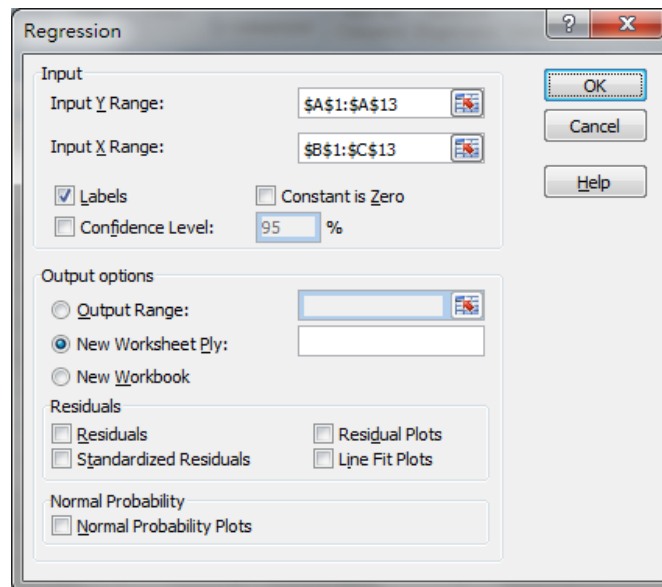 Regression
?
X
Input
Input Y Range:
$A$1:$A$13
OK
Input X Range:
$B$1:$C$13
Cancel
Labels
Constant is Zero
Help
Confidence Level:
95
%
Output options
Output Range:
New Worksheet Ply:
New Workbook
Residuals
Residuals
Residual Plots
Standardized Residuals
Line Fit Plots
Normal Probability
Normal Probability Plots